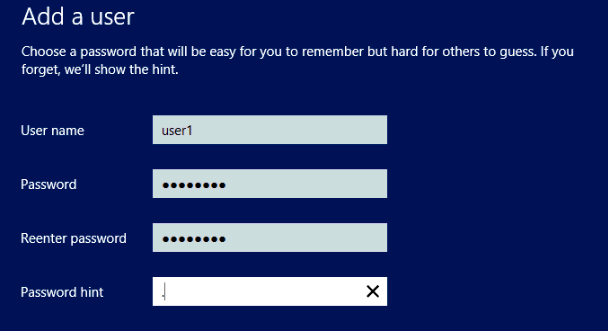 Add a user
Choose a password that will be easy for you to remember but hard for others to guess. If you
forget, we'll show the hint.
User name user1
Password ●●●●●●●●
Reenter password ●●●●●●●●
Password hint .